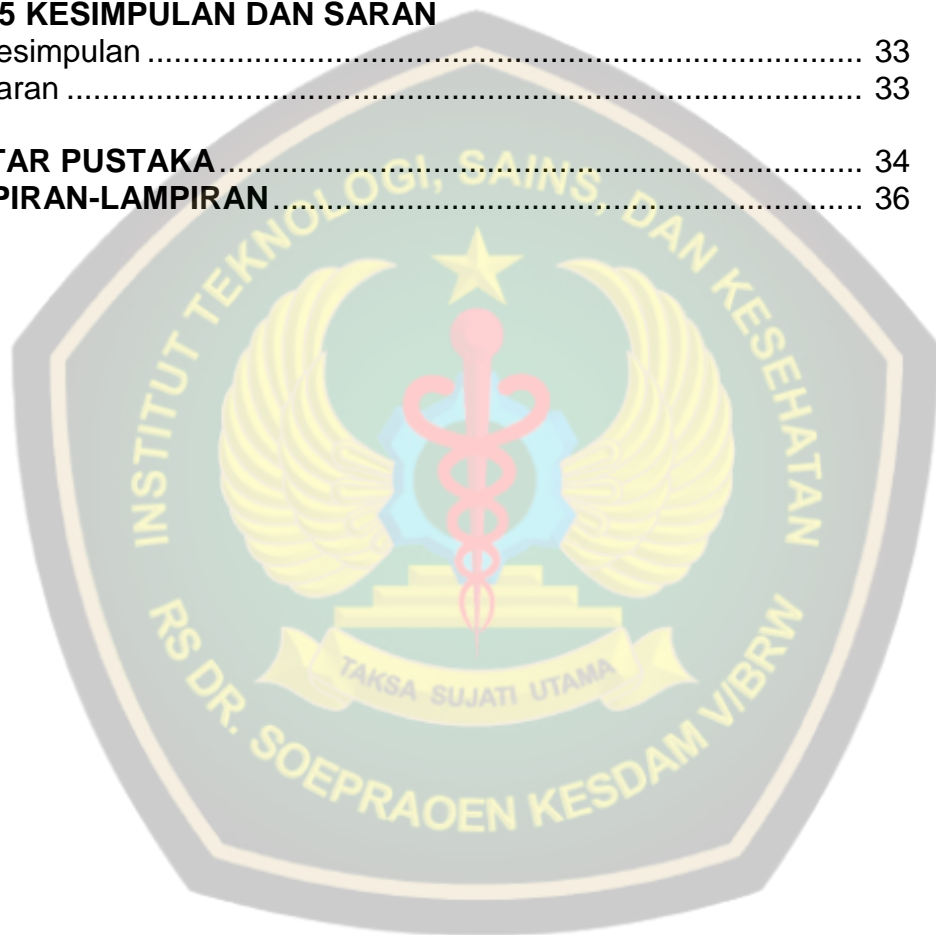 5 KESIMPULAN DAN SARAN
esimpulan ........................................................................................ 33
aran ................................................................................................. 33
TAR PUSTAKA ............................................................................... 34
PIRAN-LAMPIRAN ......................................................................... 36
INSTITUT TEKNOLOGI, SAINS, DAN KESEHATAN
TAKSA SUJATI UTAMA
RS DR. SOEPRAOEN KESDAM V/BRW